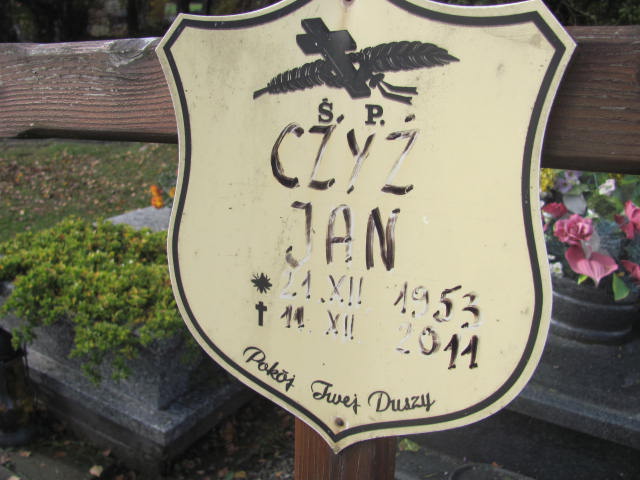 Ś. P.
CZYŻ
JAN
21. XII 1953
11. XII 2011
Pokój Twej Duszy